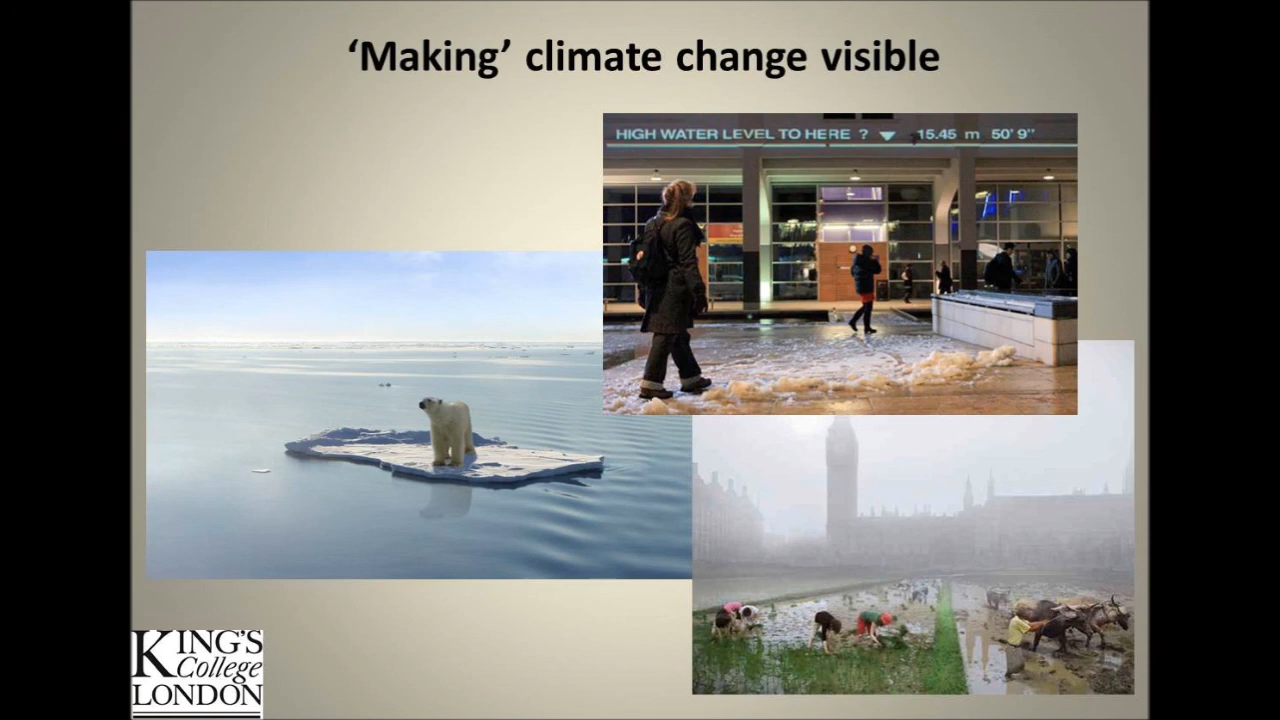 ‘Making’ climate change visible
HIGH WATER LEVEL TO HERE ? 15.45 m 50' 9"
KING'S
College
LONDON